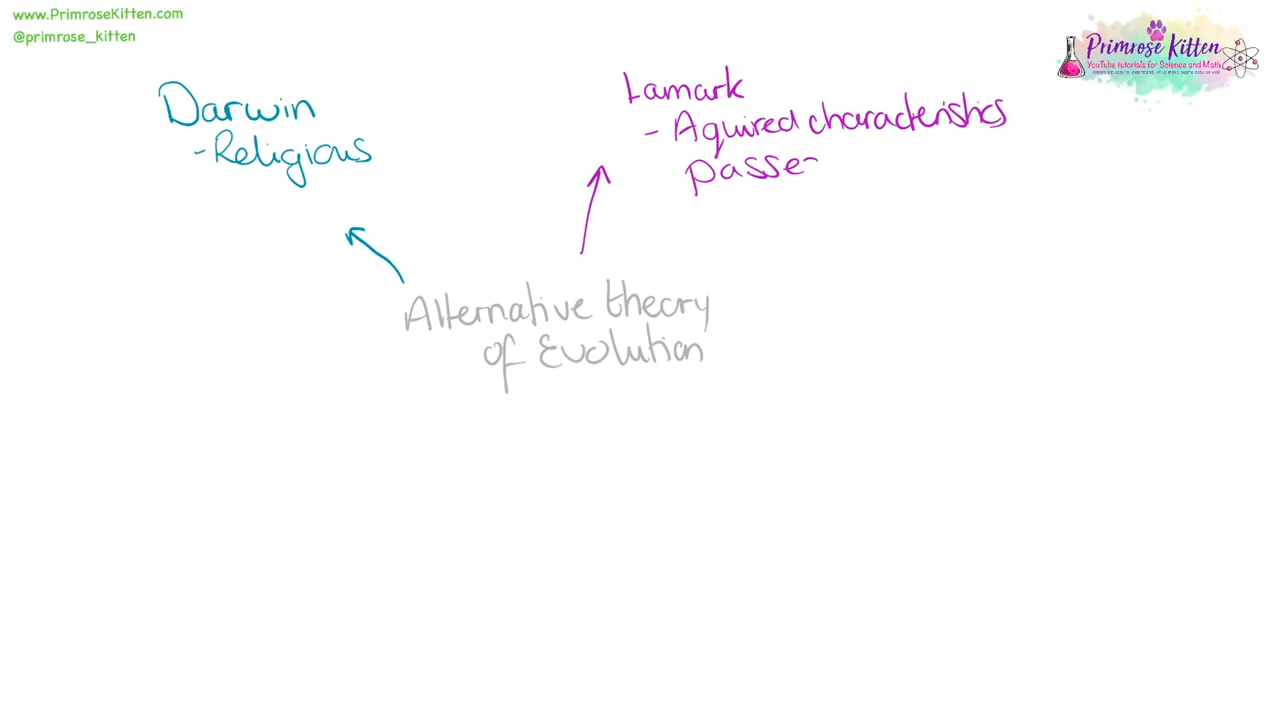 www.PrimroseKitten.com
@primrose_kitten
Primrose Kitten
YouTube tutorials for Science and Math
Darwin
-Religious
Lamark
- Aquired characteristics
passe
Alternative theory
of Evolution